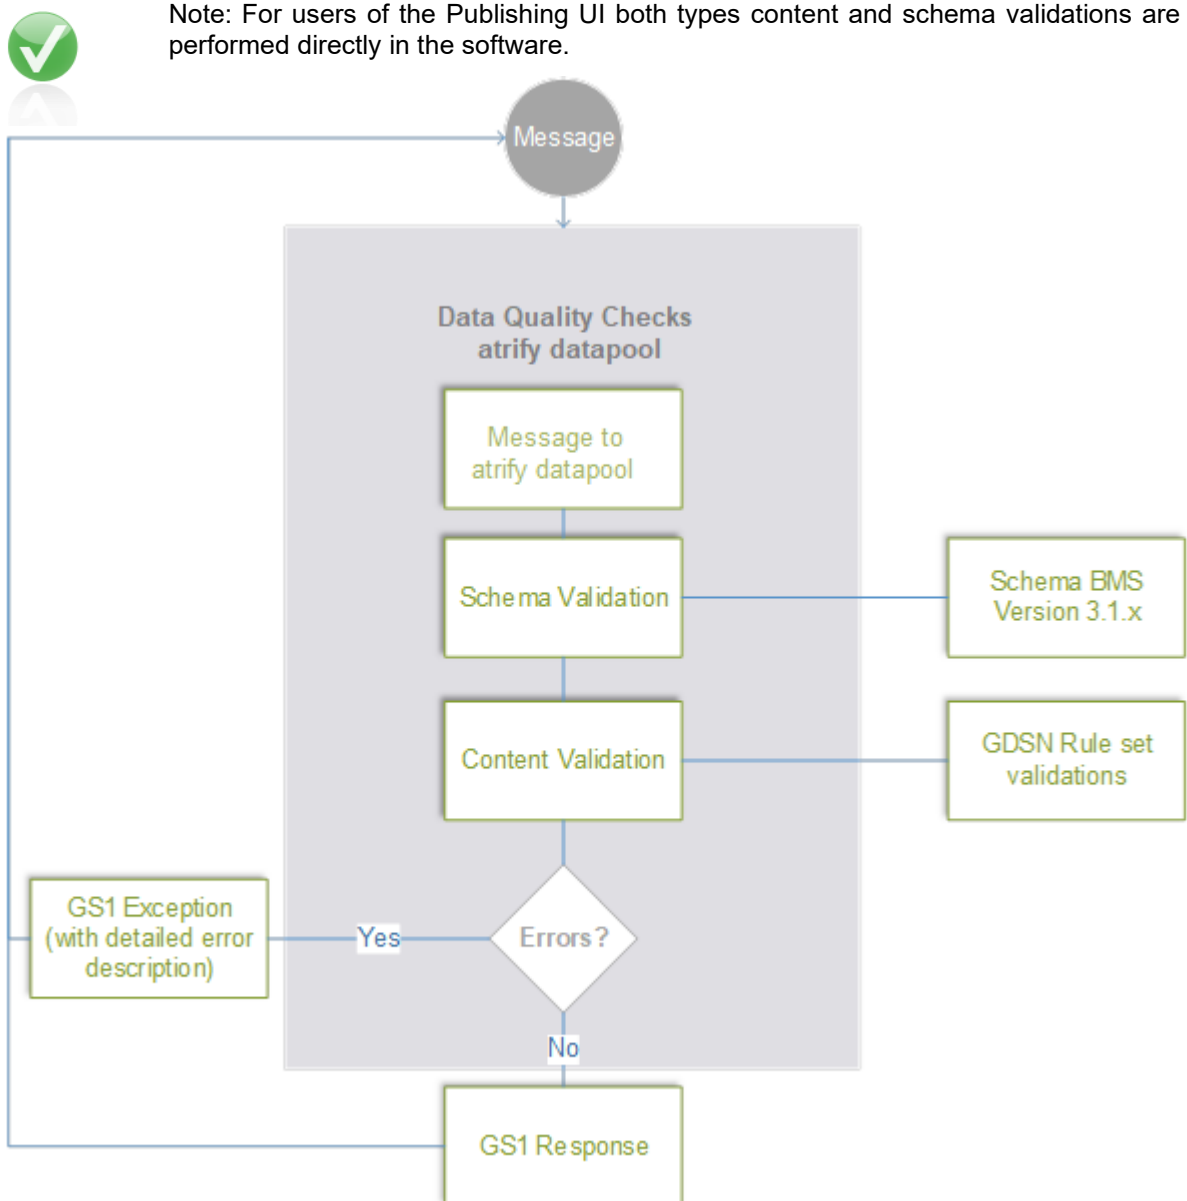 Note: For users of the Publishing UI both types content and schema validations are
performed directly in the software.
Message
Data Quality Checks
atrify datapool
Message to
atrify datapool
Schema Validation
Schema BMS
Version 3.1.x
Content Validation
GDSN Rule set
validations
GS1 Exception
(with detailed error
description)
Yes
Errors?
No
GS1 Response